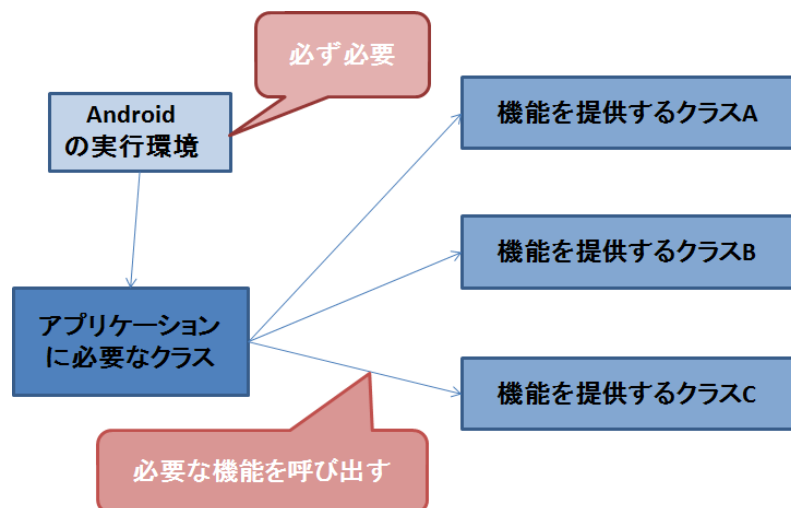 必ず必要
Android
の実行環境
機能を提供するクラスA
機能を提供するクラスB
アプリケーション
に必要なクラス
機能を提供するクラスC
必要な機能を呼び出す